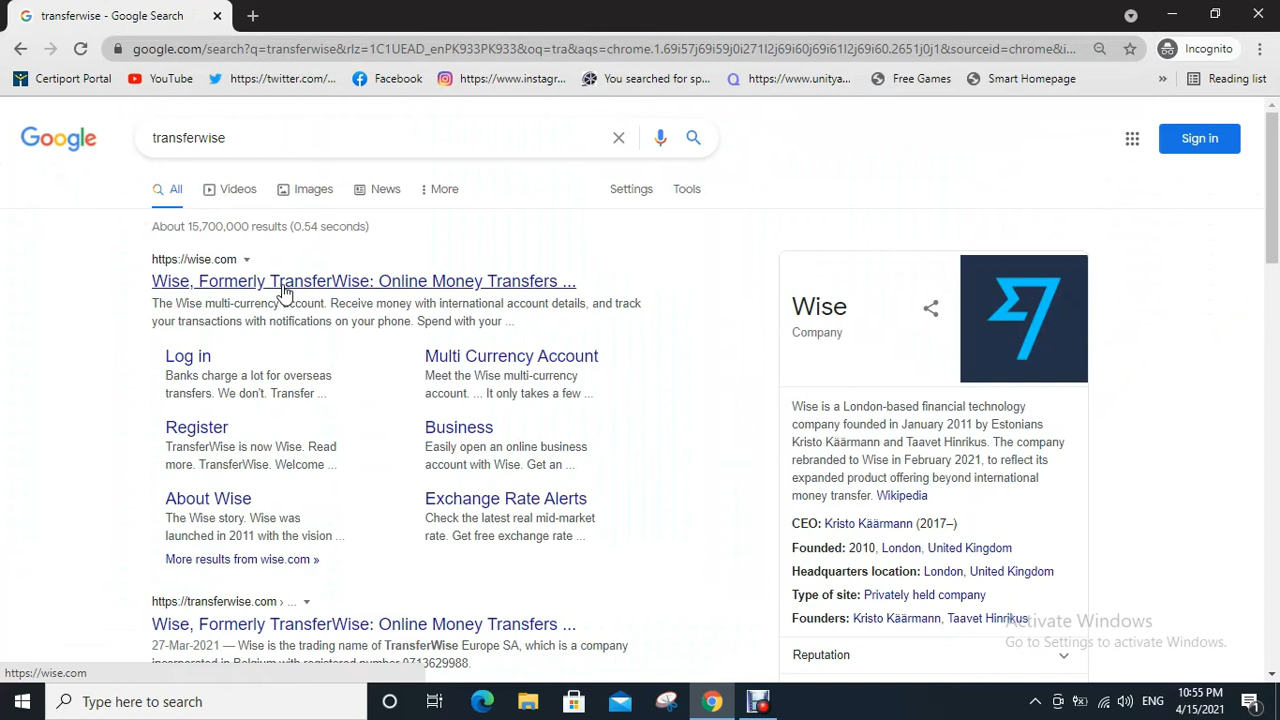 transferwise - Google Search
google.com/search?q=transferwise&rlz=1C1UEAD_enPK933PK933&oq=tra&aqs=chrome.1.69i57j69i59j0i271l2j69i60j69i61l2j69i60.2651j0j1&sourceid=chrome&i...
Incognito
Certiport Portal
YouTube
https://twitter.com/...
Facebook
https://www.instagr...
You searched for sp...
https://www.unitya...
Free Games
Smart Homepage
»
Reading list
Google
transferwise
Sign in
All
Videos
Images
News
More
Settings
Tools
About 15,700,000 results (0.54 seconds)
https://wise.com
Wise, Formerly TransferWise: Online Money Transfers ...
The Wise multi-currency account. Receive money with international account details, and track
your transactions with notifications on your phone. Spend with your ...
Log in
Banks charge a lot for overseas
transfers. We don't. Transfer ...
Multi Currency Account
Meet the Wise multi-currency
account. ... It only takes a few ...
Register
TransferWise is now Wise. Read
more. TransferWise. Welcome ...
Business
Easily open an online business
account with Wise. Get an ...
About Wise
The Wise story. Wise was
launched in 2011 with the vision ...
Exchange Rate Alerts
Check the latest real mid-market
rate. Get free exchange rate ...
More results from wise.com »
https://transferwise.com › ...
Wise, Formerly TransferWise: Online Money Transfers ...
27-Mar-2021 — Wise is the trading name of TransferWise Europe SA, which is a company
incorporated in Belgium with registered number 0713629988.
Wise
Company
Wise is a London-based financial technology
company founded in January 2011 by Estonians
Kristo Käärmann and Taavet Hinrikus. The company
rebranded to Wise in February 2021, to reflect its
expanded product offering beyond international
money transfer. Wikipedia
CEO: Kristo Käärmann (2017–)
Founded: 2010, London, United Kingdom
Headquarters location: London, United Kingdom
Type of site: Privately held company
Founders: Kristo Käärmann, Taavet Hinrikus
Reputation
Activate Windows
Go to Settings to activate Windows.
https://wise.com
Type here to search
ENG
10:55 PM
4/15/2021
1